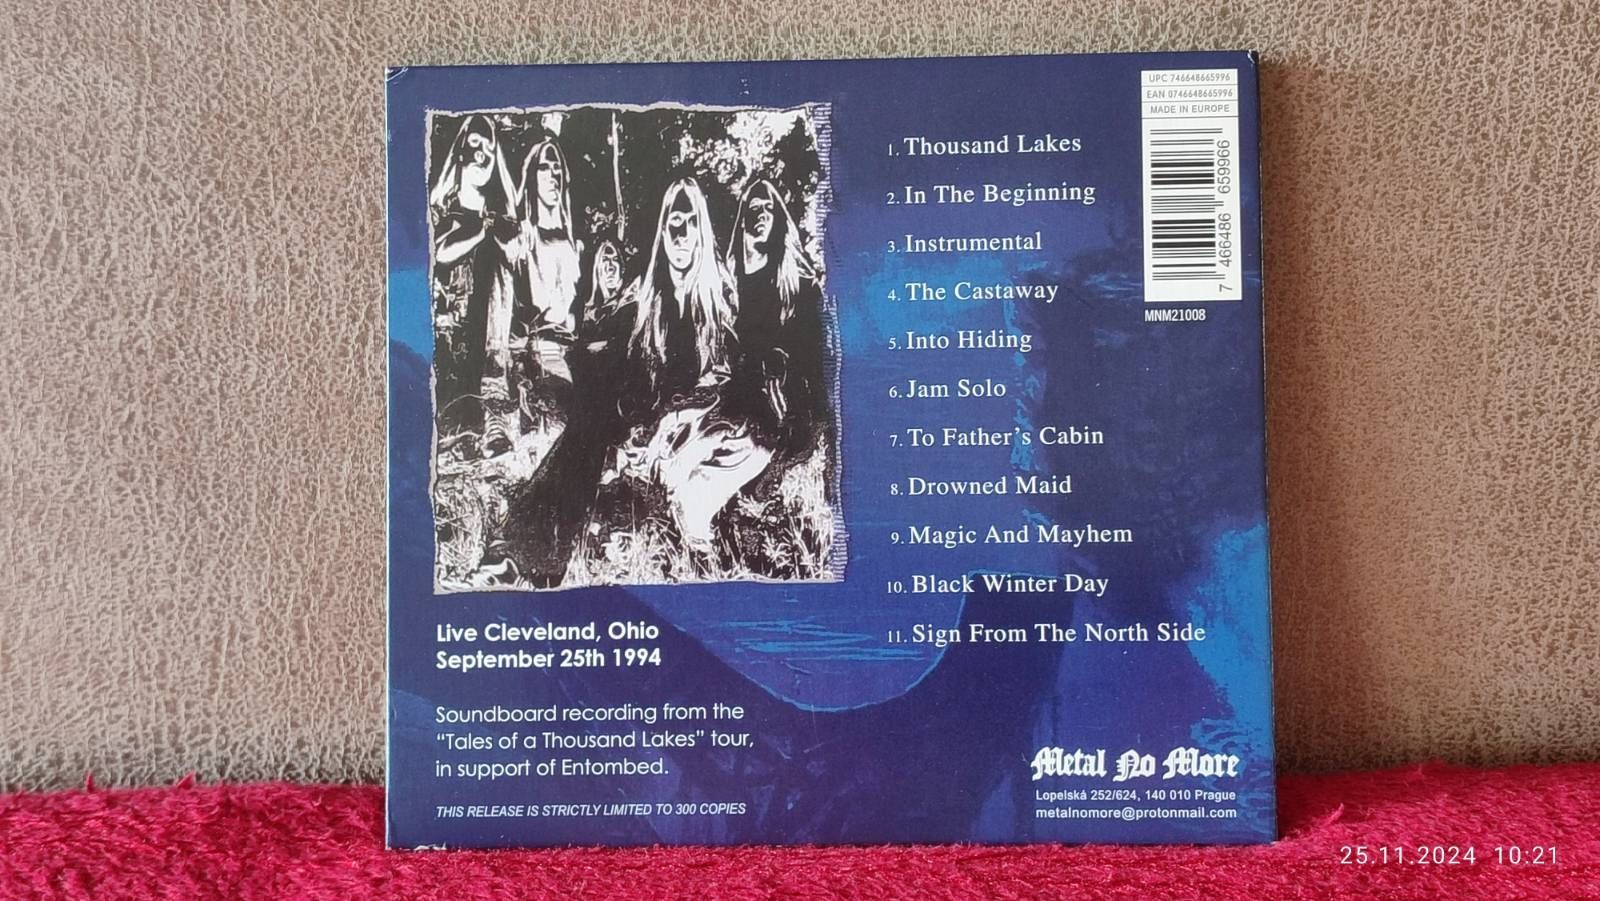 UPC 746648665996
EAN 0746648665996
MADE IN EUROPE
7 466486 659966
MNM21008
1. Thousand Lakes
2. In The Beginning
3. Instrumental
4. The Castaway
5. Into Hiding
6. Jam Solo
7. To Father's Cabin
8. Drowned Maid
9. Magic And Mayhem
10. Black Winter Day
11. Sign From The North Side
Live Cleveland, Ohio
September 25th 1994
Soundboard recording from the
“Tales of a Thousand Lakes” tour,
in support of Entombed.
THIS RELEASE IS STRICTLY LIMITED TO 300 COPIES
Metal No More
Lopelská 252/624, 140 010 Prague
metalnomore@protonmail.com
25.11.2024 10:21